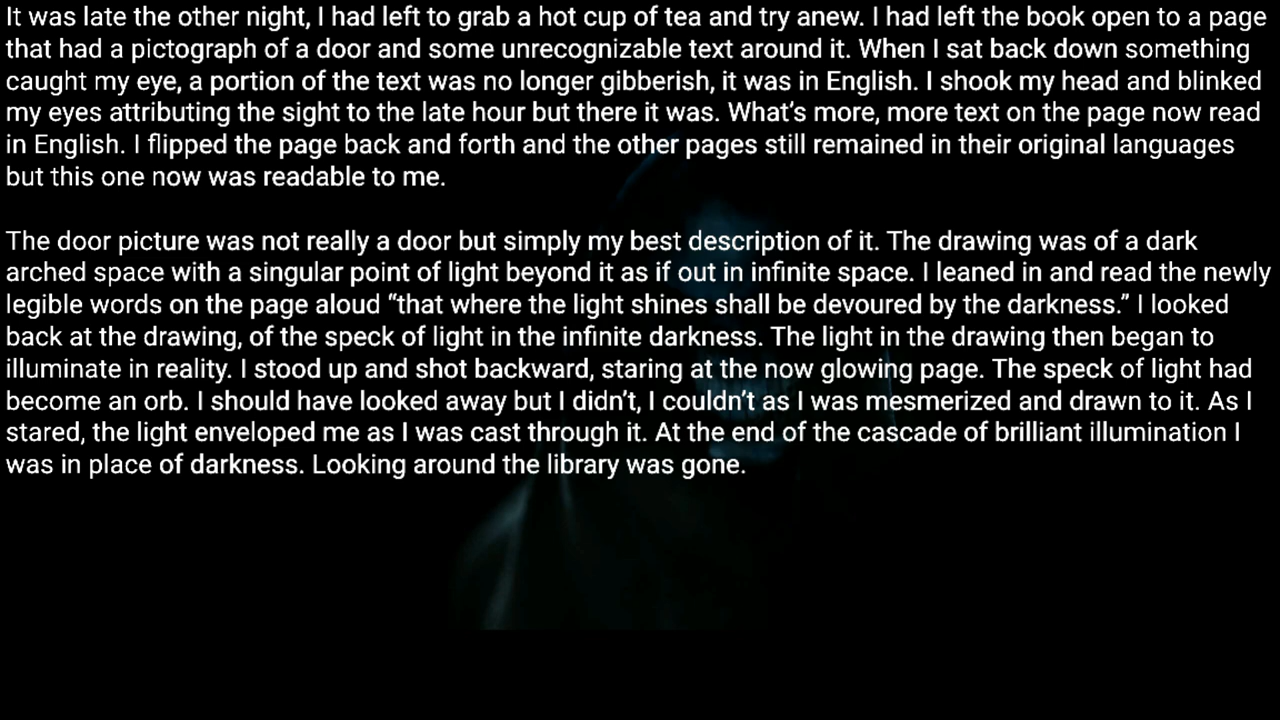 It was late the other night, I had left to grab a hot cup of tea and try anew. I had left the book open to a page
that had a pictograph of a door and some unrecognizable text around it. When I sat back down something
caught my eye, a portion of the text was no longer gibberish, it was in English. I shook my head and blinked
my eyes attributing the sight to the late hour but there it was. What’s more, more text on the page now read
in English. I flipped the page back and forth and the other pages still remained in their original languages
but this one now was readable to me.
The door picture was not really a door but simply my best description of it. The drawing was of a dark
arched space with a singular point of light beyond it as if out in infinite space. I leaned in and read the newly
legible words on the page aloud “that where the light shines shall be devoured by the darkness.” I looked
back at the drawing, of the speck of light in the infinite darkness. The light in the drawing then began to
illuminate in reality. I stood up and shot backward, staring at the now glowing page. The speck of light had
become an orb. I should have looked away but I didn’t, I couldn’t as I was mesmerized and drawn to it. As I
stared, the light enveloped me as I was cast through it. At the end of the cascade of brilliant illumination I
was in place of darkness. Looking around the library was gone.